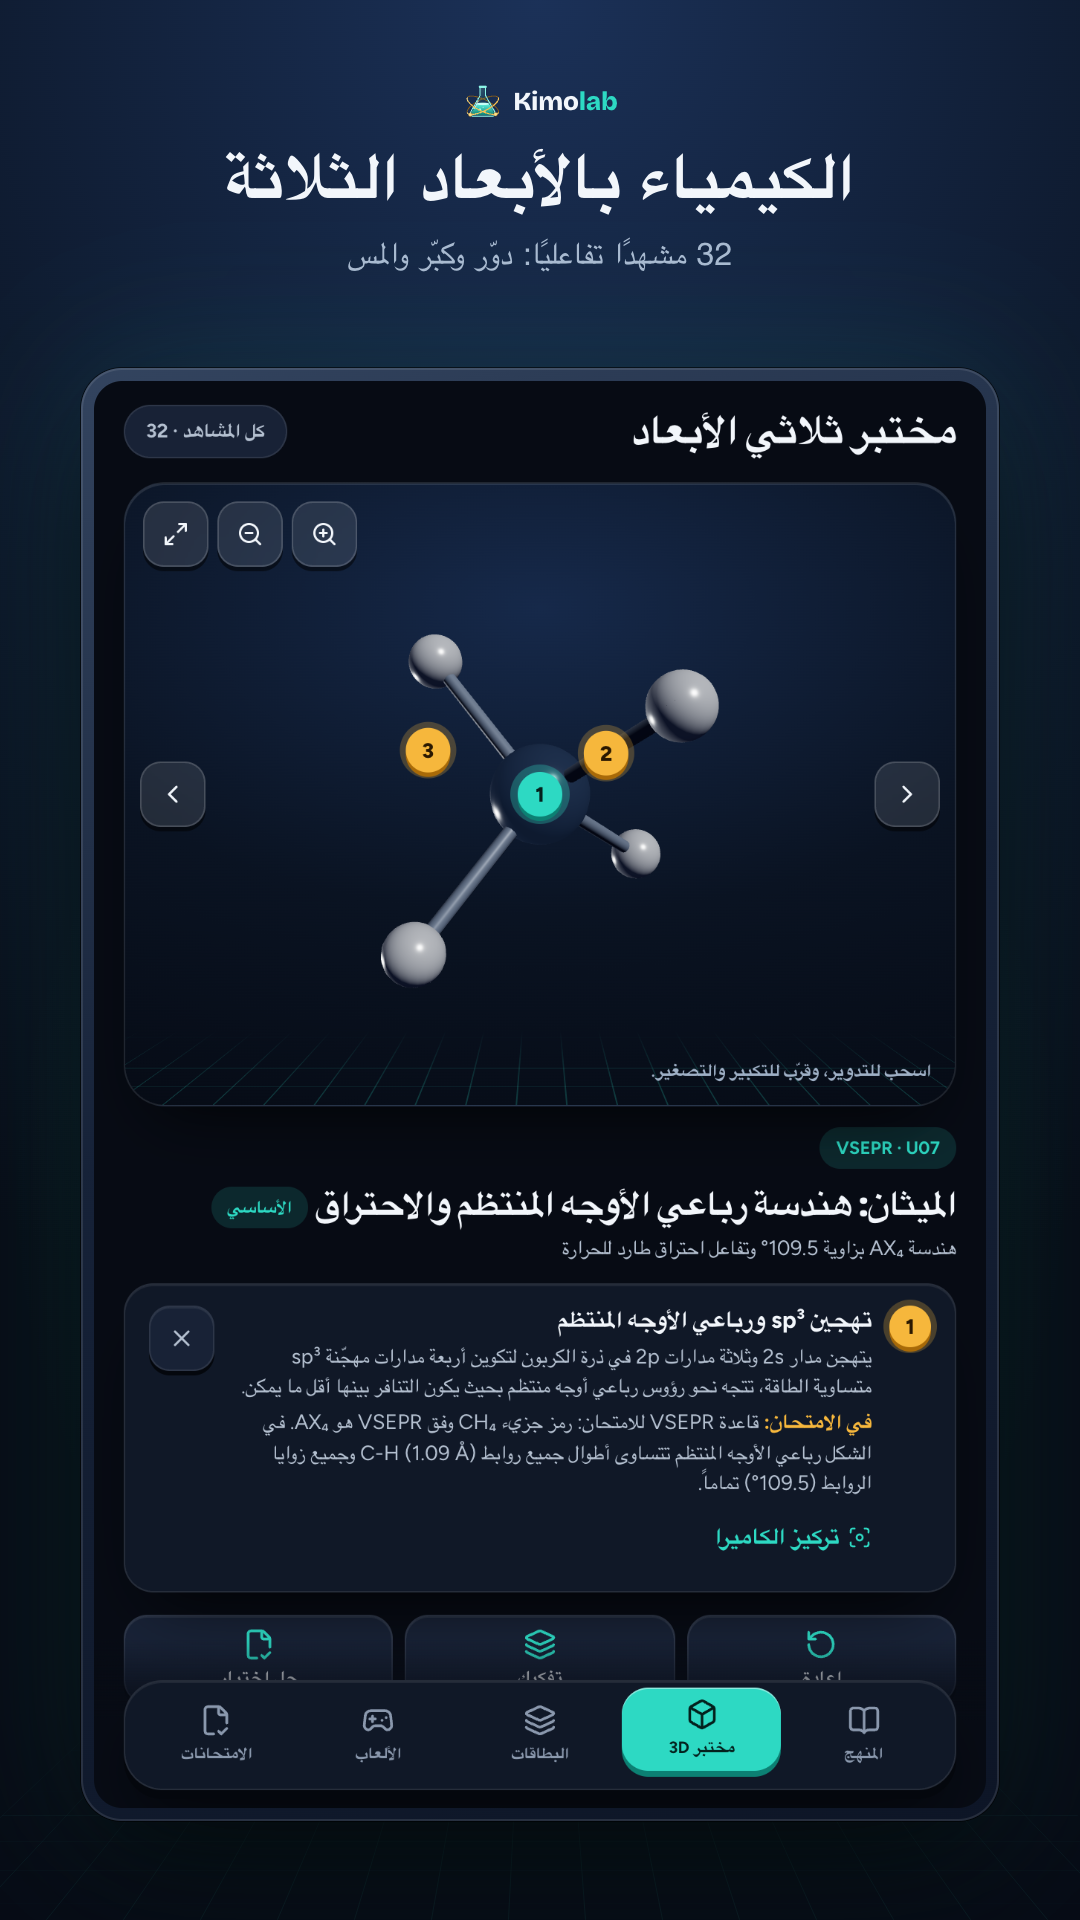 Kimolab
الكيمياء بالأبعاد الثلاثة
32 مشهدًا تفاعليًا: دوّر وكبّر والمس
مختبر ثلاثي الأبعاد
كل المشاهد · 32
3
2
1
اسحب للتدوير، وقرّب للتكبير والتصغير.
VSEPR · U07
الميثان: هندسة رباعي الأوجه المنتظم والاحتراق
الأساسي
هندسة AX₄ بزاوية 109.5° وتفاعل احتراق طارد للحرارة
1
تهجين sp³ ورباعي الأوجه المنتظم
يتهجن مدار 2s وثلاثة مدارات 2p في ذرة الكربون لتكوين أربعة مدارات مهجّنة sp³
متساوية الطاقة، تتجه نحو رؤوس رباعي أوجه منتظم بحيث يكون التنافر بينها أقل ما يمكن.
في الامتحان: قاعدة VSEPR للامتحان: رمز جزيء CH₄ وفق VSEPR هو AX₄. في
الشكل رباعي الأوجه المنتظم تتساوى أطوال جميع روابط C-H (1.09 Å) وجميع زوايا
الروابط (109.5°) تماماً.
تركيز الكاميرا
إعادة
تفكيك
حل اختبار
المنهج
مختبر 3D
البطاقات
الألعاب
الامتحانات